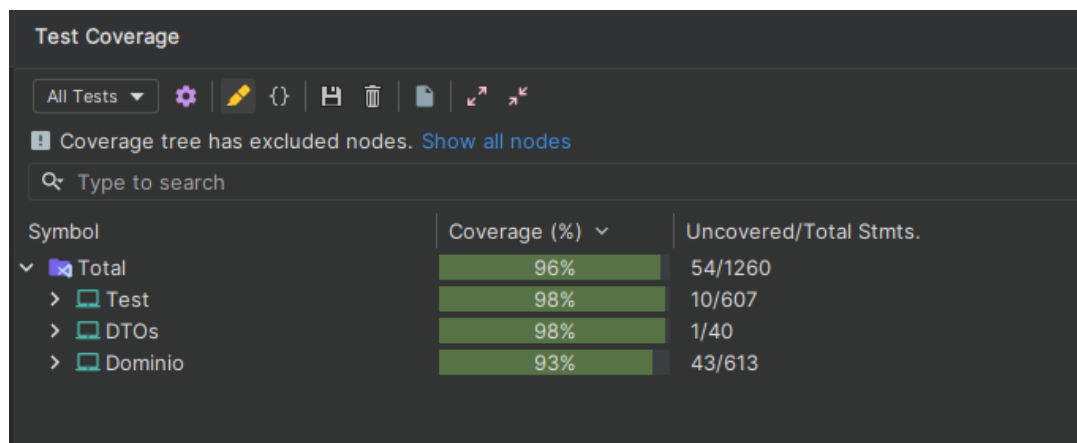 Test Coverage
All Tests
Coverage tree has excluded nodes. Show all nodes
Type to search
Symbol Coverage (%) Uncovered/Total Stmts.
Total 96% 54/1260
Test 98% 10/607
DTOs 98% 1/40
Dominio 93% 43/613